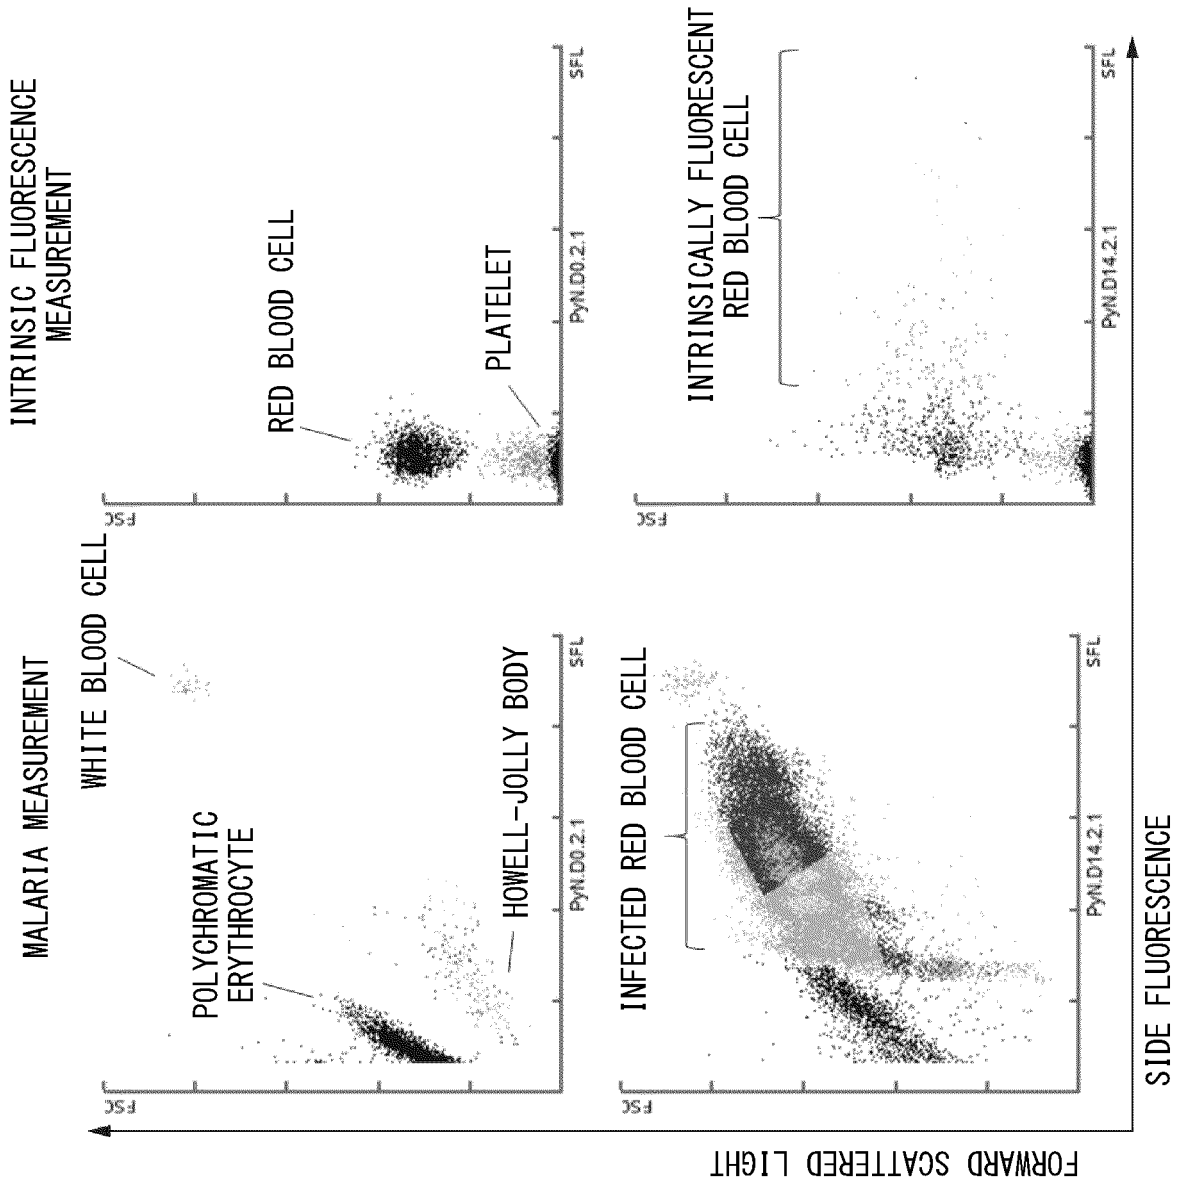 MALARIA MEASUREMENT
INTRINSIC FLUORESCENCE
MEASUREMENT
WHITE BLOOD CELL
POLYCHROMATIC
ERYTHROCYTE
HOWELL-JOLLY BODY
FSC
PyN.D0.2.1
SFL
RED BLOOD CELL
PLATELET
FSC
PyN.D0.2.1
SFL
INFECTED RED BLOOD CELL
FSC
PyN.D14.2.1
SFL
INTRINSICALLY FLUORESCENT
RED BLOOD CELL
FSC
PyN.D14.2.1
SFL
FORWARD SCATTERED LIGHT
SIDE FLUORESCENCE